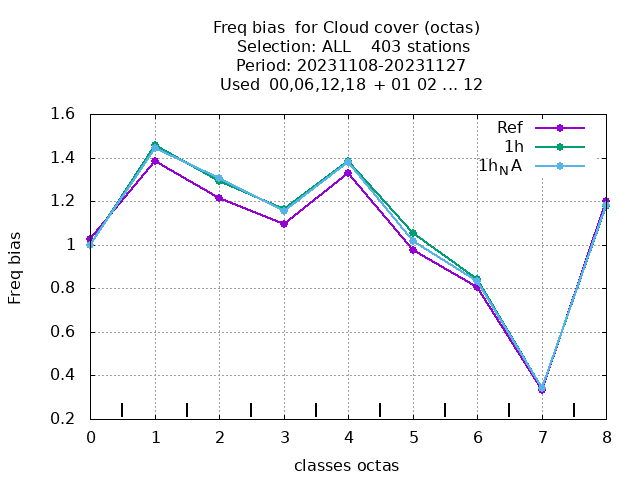 Freq bias  for Cloud cover (octas)
Selection: ALL    403 stations
Period: 20231108-20231127
Used  00,06,12,18  + 01 02 ... 12
1.6
1.4
1.2
1
0.8
0.6
0.4
0.2
Freq bias
Ref
1h
1h_NA
0 1 2 3 4 5 6 7 8
classes octas